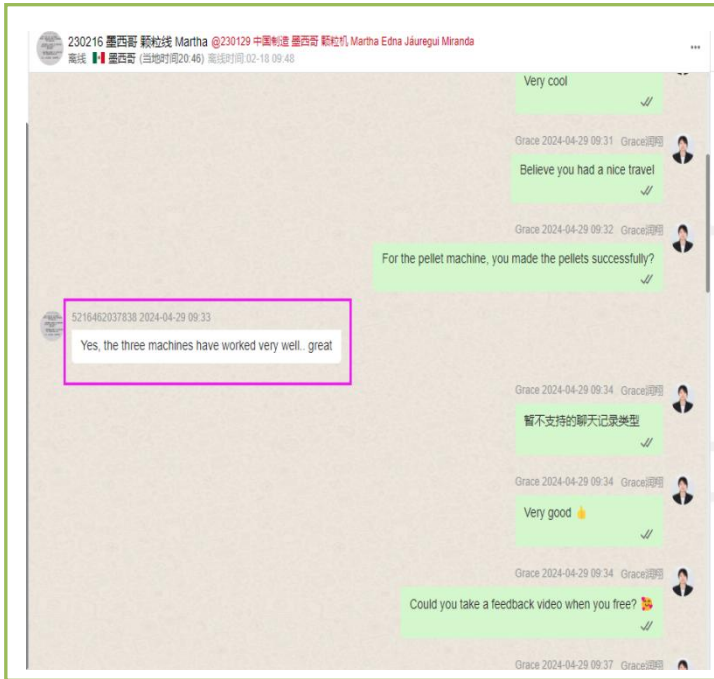 230216 墨西哥 颗粒线 Martha @230129 中国制造 墨西哥 颗粒机 Martha Edna Jáuregui Miranda
离线 墨西哥 (当地时间20:46) 离线时间:02-18 09:48
Very cool
Grace 2024-04-29 09:31 Grace润翔
Believe you had a nice travel
Grace 2024-04-29 09:32 Grace润翔
For the pellet machine, you made the pellets successfully?
5216462037838 2024-04-29 09:33
Yes, the three machines have worked very well.. great
Grace 2024-04-29 09:34 Grace润翔
暂不支持的聊天记录类型
Grace 2024-04-29 09:34 Grace润翔
Very good 👍
Grace 2024-04-29 09:34 Grace润翔
Could you take a feedback video when you free? 🥰
Grace 2024-04-29 09:37 Grace润翔